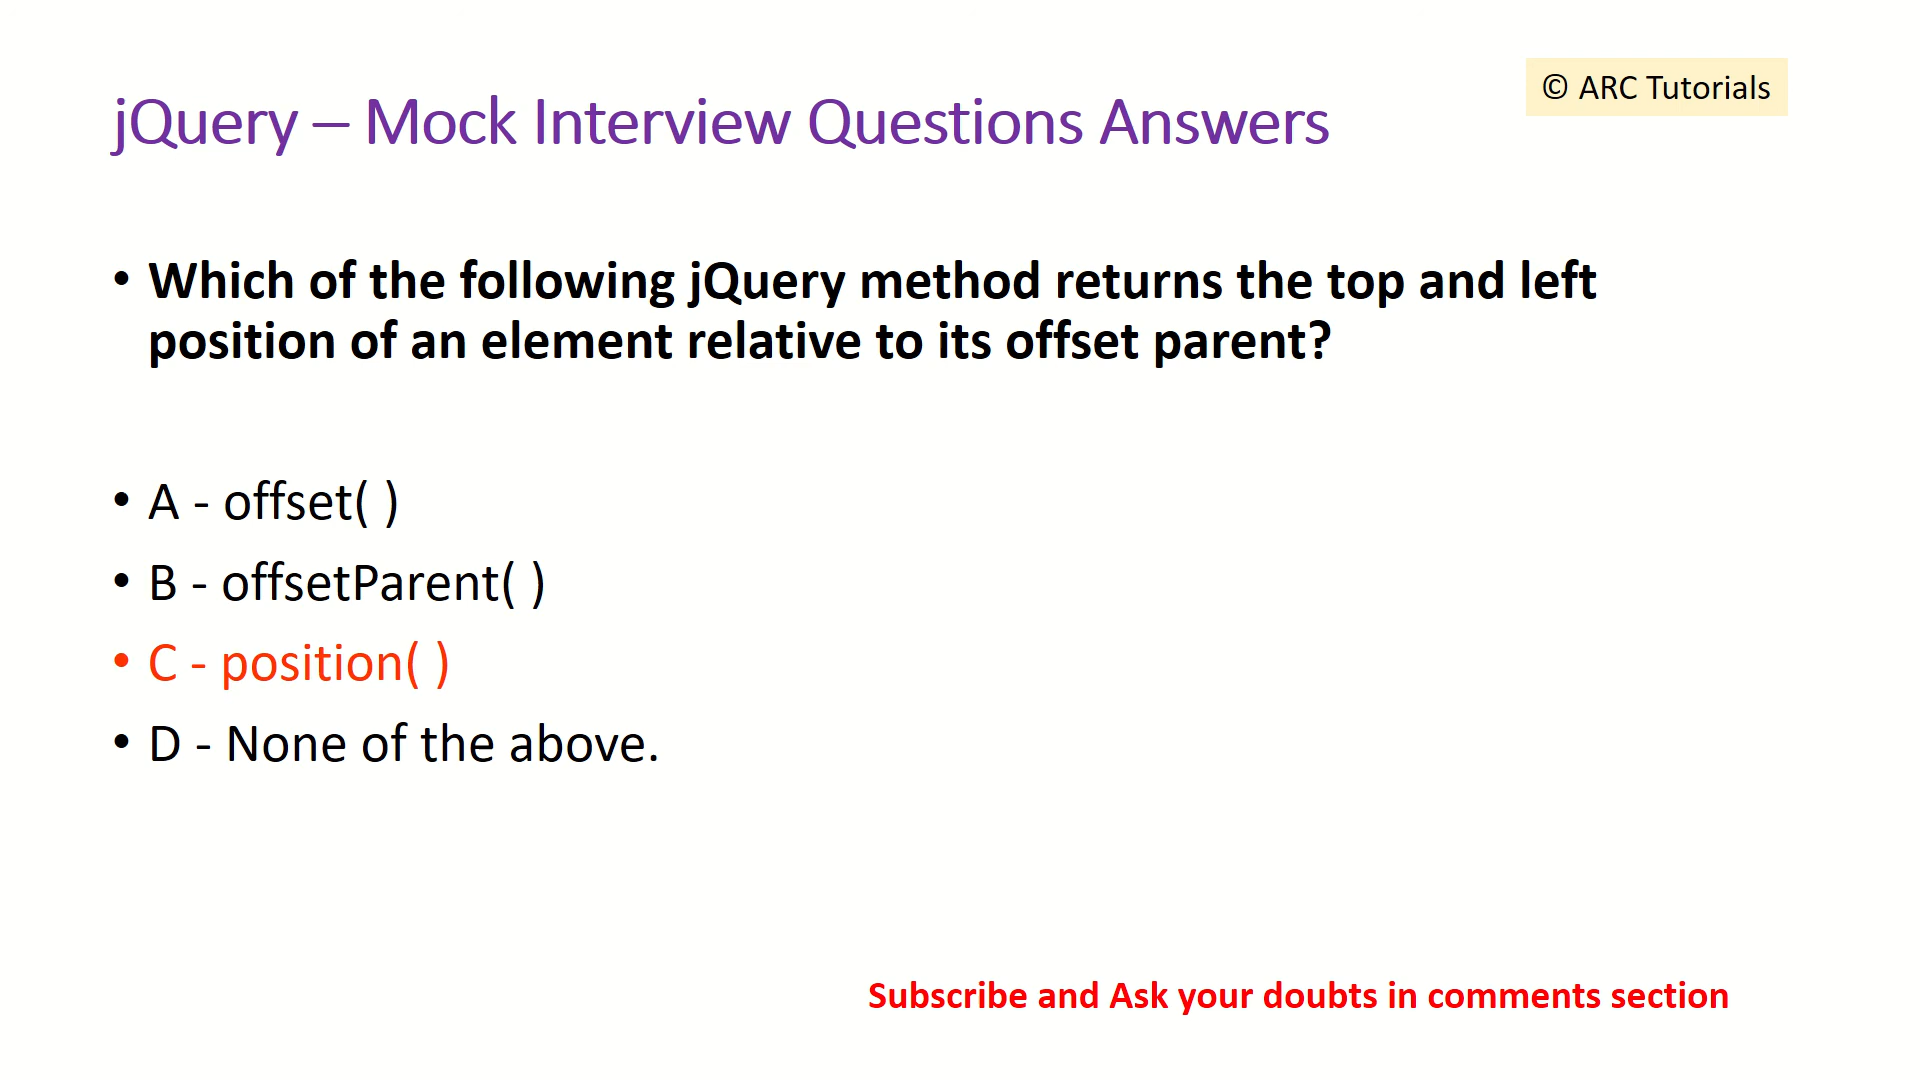 © ARC Tutorials
jQuery – Mock Interview Questions Answers
• Which of the following jQuery method returns the top and left
position of an element relative to its offset parent?
• A - offset( )
• B - offsetParent( )
• C - position( )
• D - None of the above.
Subscribe and Ask your doubts in comments section